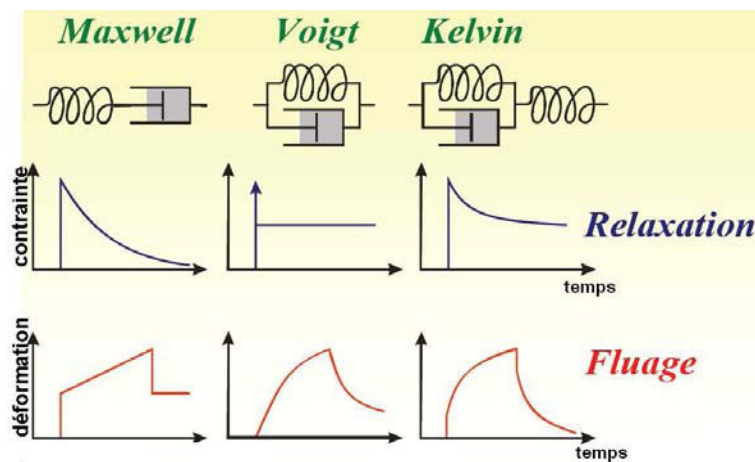 Maxwell Voigt Kelvin
contrainte
Relaxation
temps
déformation
Fluage
temps